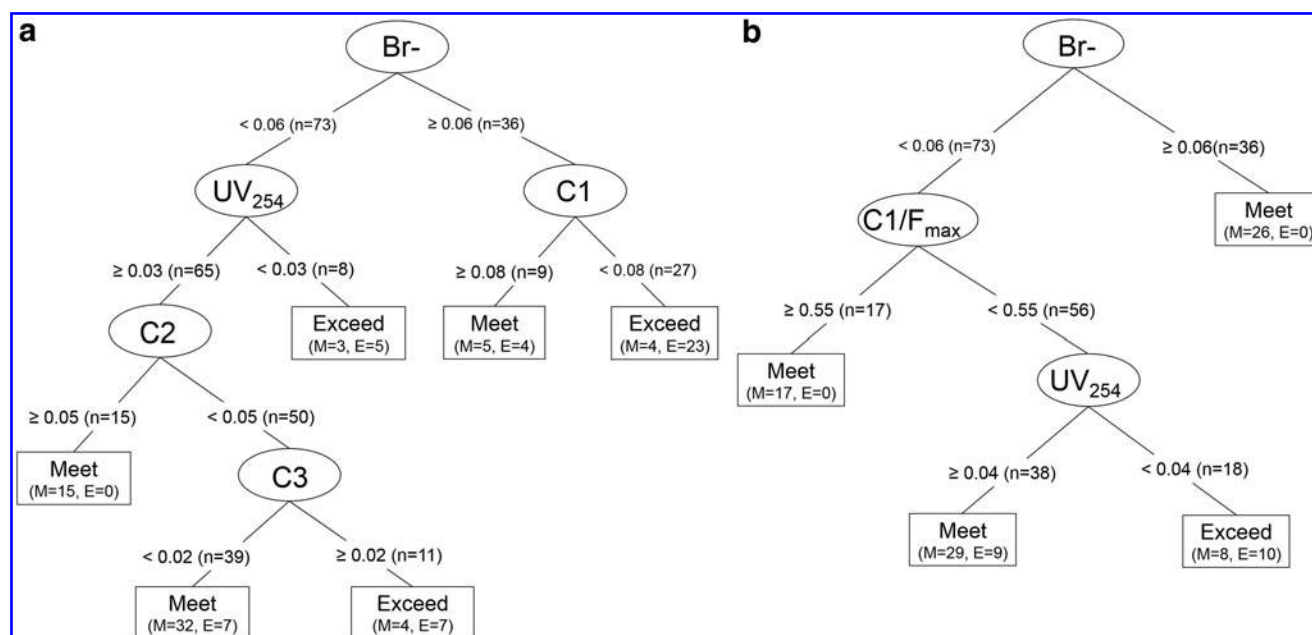 a
Br-
< 0.06 (n=73)
≥ 0.06 (n=36)
UV254
C1
≥ 0.03 (n=65)
< 0.03 (n=8)
≥ 0.08 (n=9)
< 0.08 (n=27)
C2
Exceed
(M=3, E=5)
Meet
(M=5, E=4)
Exceed
(M=4, E=23)
≥ 0.05 (n=15)
< 0.05 (n=50)
Meet
(M=15, E=0)
C3
< 0.02 (n=39)
≥ 0.02 (n=11)
Meet
(M=32, E=7)
Exceed
(M=4, E=7)
b
Br-
< 0.06 (n=73)
≥ 0.06(n=36)
C1/Fmax
Meet
(M=26, E=0)
≥ 0.55 (n=17)
< 0.55 (n=56)
Meet
(M=17, E=0)
UV254
≥ 0.04 (n=38)
< 0.04 (n=18)
Meet
(M=29, E=9)
Exceed
(M=8, E=10)